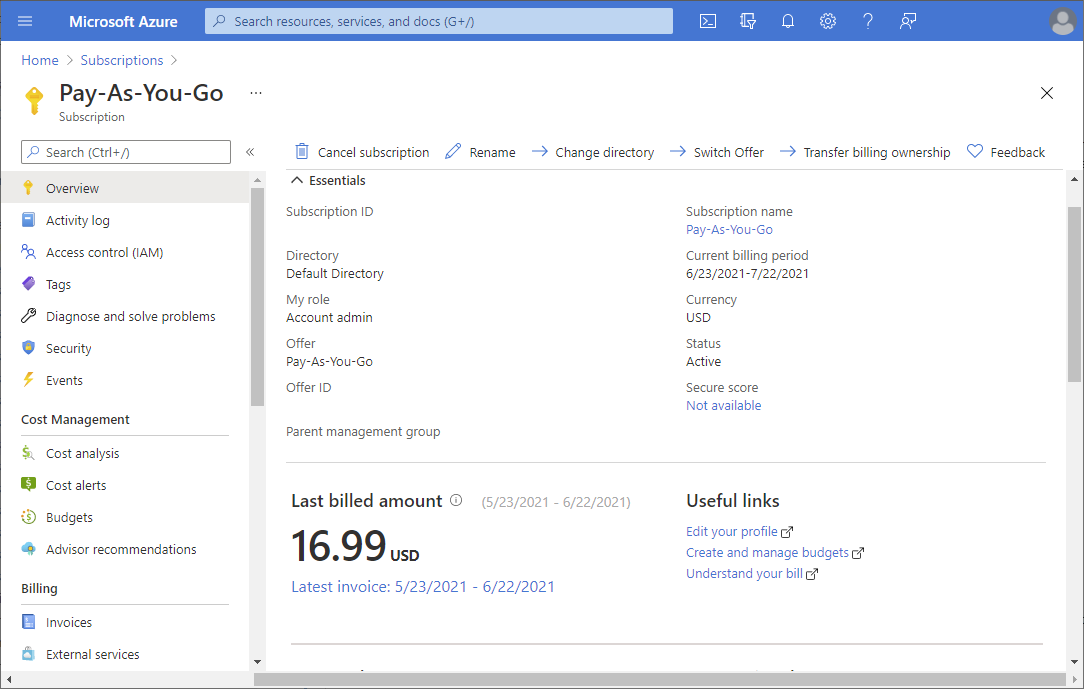 Microsoft Azure
Search resources, services, and docs (G+/)
Home > Subscriptions >
Pay-As-You-Go ...
Subscription
Search (Ctrl+/)
«
Overview
Activity log
Access control (IAM)
Tags
Diagnose and solve problems
Security
Events
Cost Management
Cost analysis
Cost alerts
Budgets
Advisor recommendations
Billing
Invoices
External services
Cancel subscription Rename Change directory Switch Offer Transfer billing ownership Feedback
Essentials
Subscription ID
Directory
Default Directory
My role
Account admin
Offer
Pay-As-You-Go
Offer ID
Parent management group
Subscription name
Pay-As-You-Go
Current billing period
6/23/2021-7/22/2021
Currency
USD
Status
Active
Secure score
Not available
Last billed amount (5/23/2021 - 6/22/2021)
16.99 USD
Latest invoice: 5/23/2021 - 6/22/2021
Useful links
Edit your profile
Create and manage budgets
Understand your bill